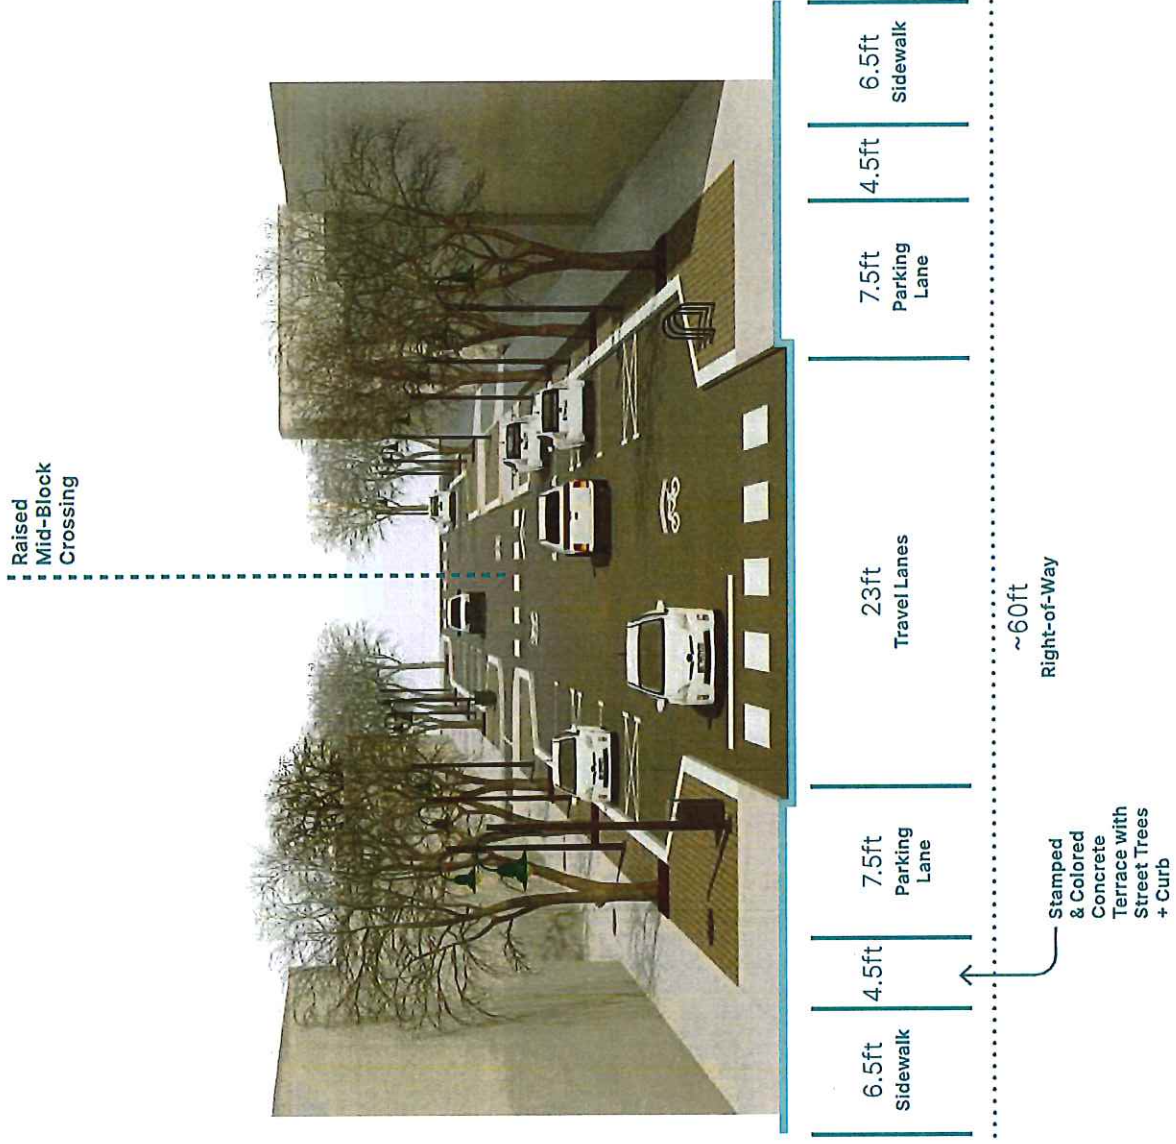 Raised
Mid-Block
Crossing
6.5ft
Sidewalk
4.5ft
7.5ft
Parking
Lane
23ft
Travel Lanes
7.5ft
Parking
Lane
4.5ft
6.5ft
Sidewalk
~60ft
Right-of-Way
Stamped
& Colored
Concrete
Terrace with
Street Trees
+ Curb